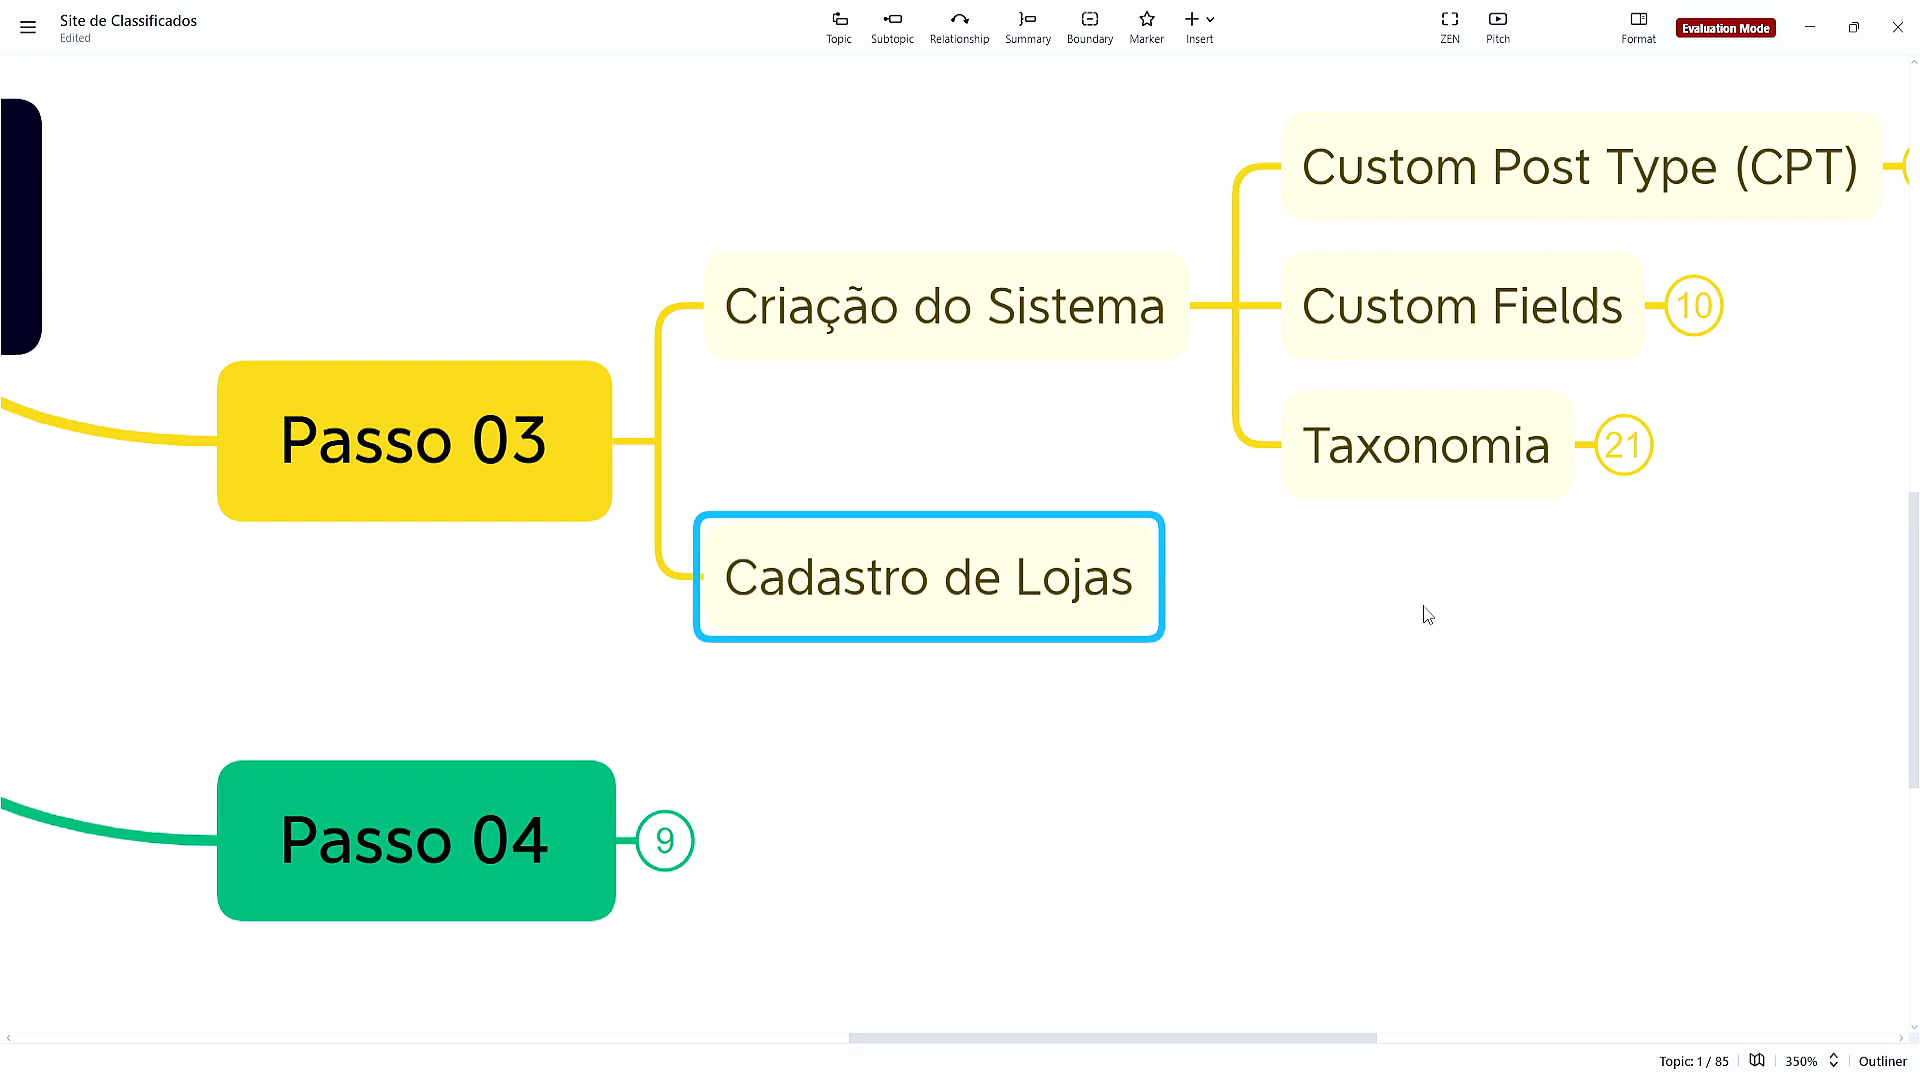 Site de Classificados
Edited
Topic
Subtopic
Relationship
Summary
Boundary
Marker
Insert
ZEN
Pitch
Format
Evaluation Mode
Custom Post Type (CPT)
Criação do Sistema
Custom Fields
10
Passo 03
Taxonomia
21
Cadastro de Lojas
Passo 04
9
Topic: 1 / 85
350%
Outliner